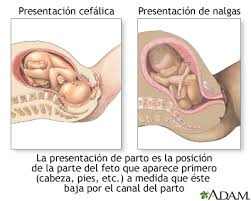 Presentación cefálica
Presentación de nalgas
La presentación de parto es la posición
de la parte del feto que aparece primero
(cabeza, pies, etc.) a medida que éste
baja por el canal del parto
ADAM